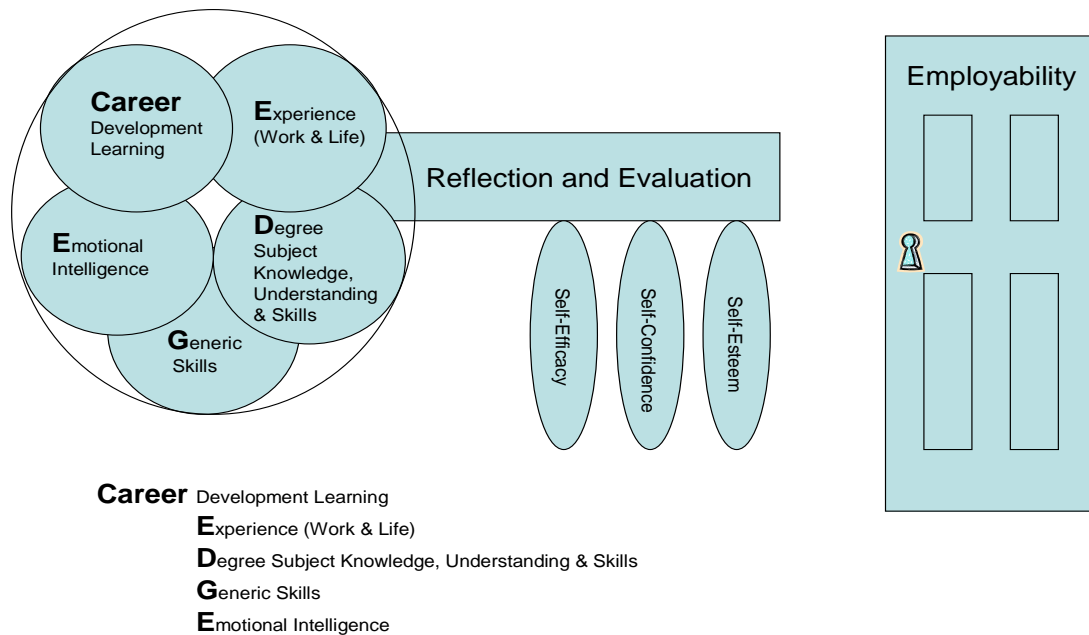 Career
Development
Learning
Experience
(Work & Life)
Emotional
Intelligence
Degree
Subject
Knowledge,
Understanding
& Skills
Generic
Skills
Reflection and Evaluation
Self-Efficacy
Self-Confidence
Self-Esteem
Employability
Career Development Learning
Experience (Work & Life)
Degree Subject Knowledge, Understanding & Skills
Generic Skills
Emotional Intelligence